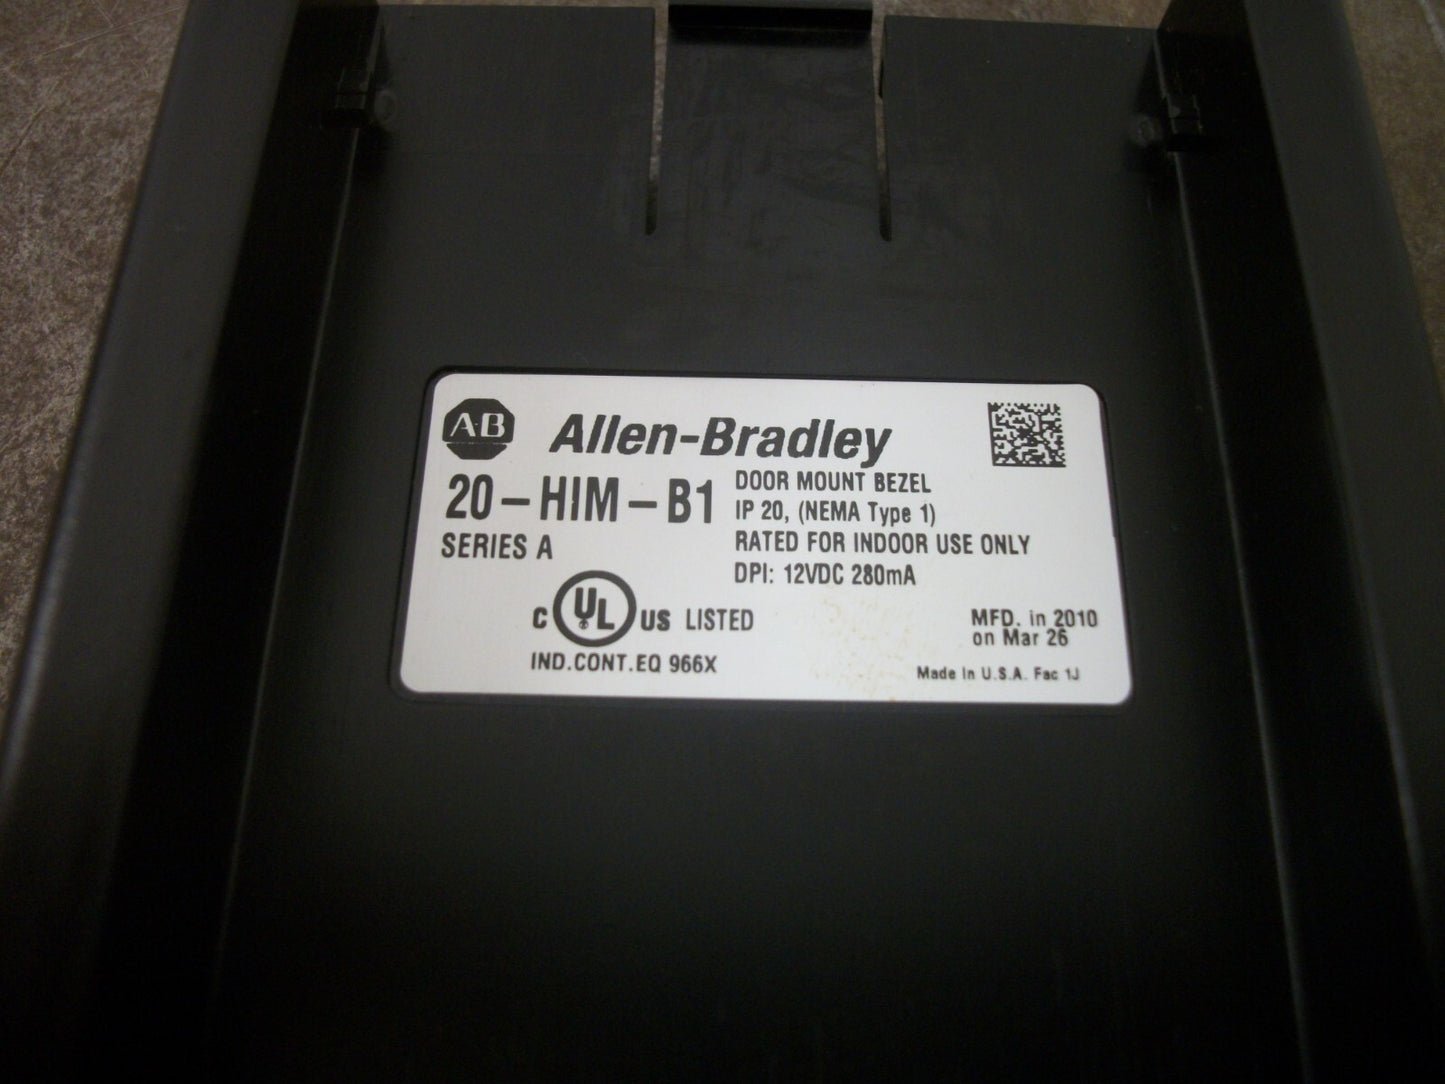 A-B Allen-Bradley
20-HIM-B1
SERIES A
DOOR MOUNT BEZEL
IP 20, (NEMA Type 1)
RATED FOR INDOOR USE ONLY
DPI: 12VDC 280mA
C UL US LISTED
IND.CONT.EQ 966X
MFD. in 2010
on Mar 26
Made In U.S.A. Fac 1J